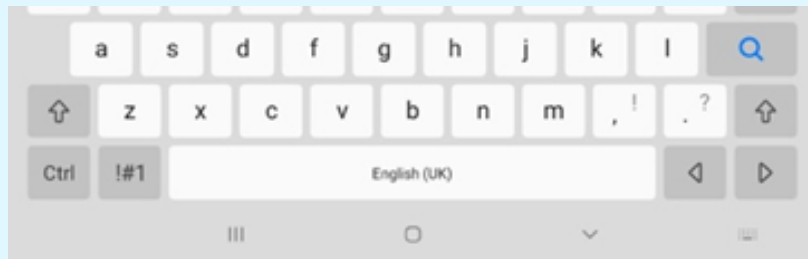 a s d f g h j k l
z x c v b n m , ! . ?
Ctrl !#1 English (UK)